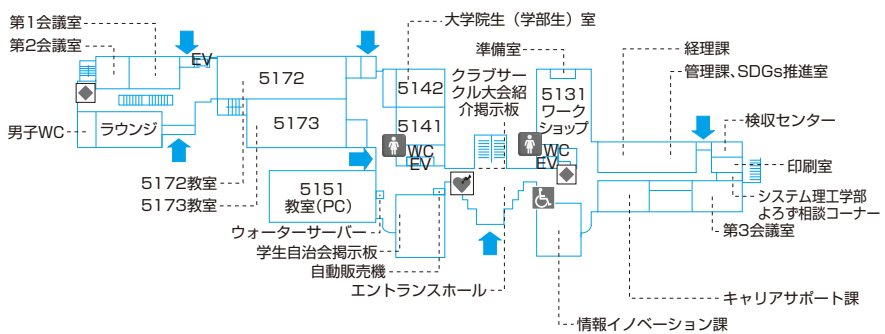 第1会議室
第2会議室
EV
大学院生（学部生）室
準備室
経理課
管理課、SDGs推進室
5172
5142
クラブサー
クル大会紹
介掲示板
5131
ワーク
ショップ
5173
5141
検収センター
男子WC
ラウンジ
WC
EV
WC
EV
印刷室
5172教室
5173教室
5151
教室(PC)
システム理工学部
よろず相談コーナー
第3会議室
ウォーターサーバー
学生自治会掲示板
自動販売機
エントランスホール
キャリアサポート課
情報イノベーション課